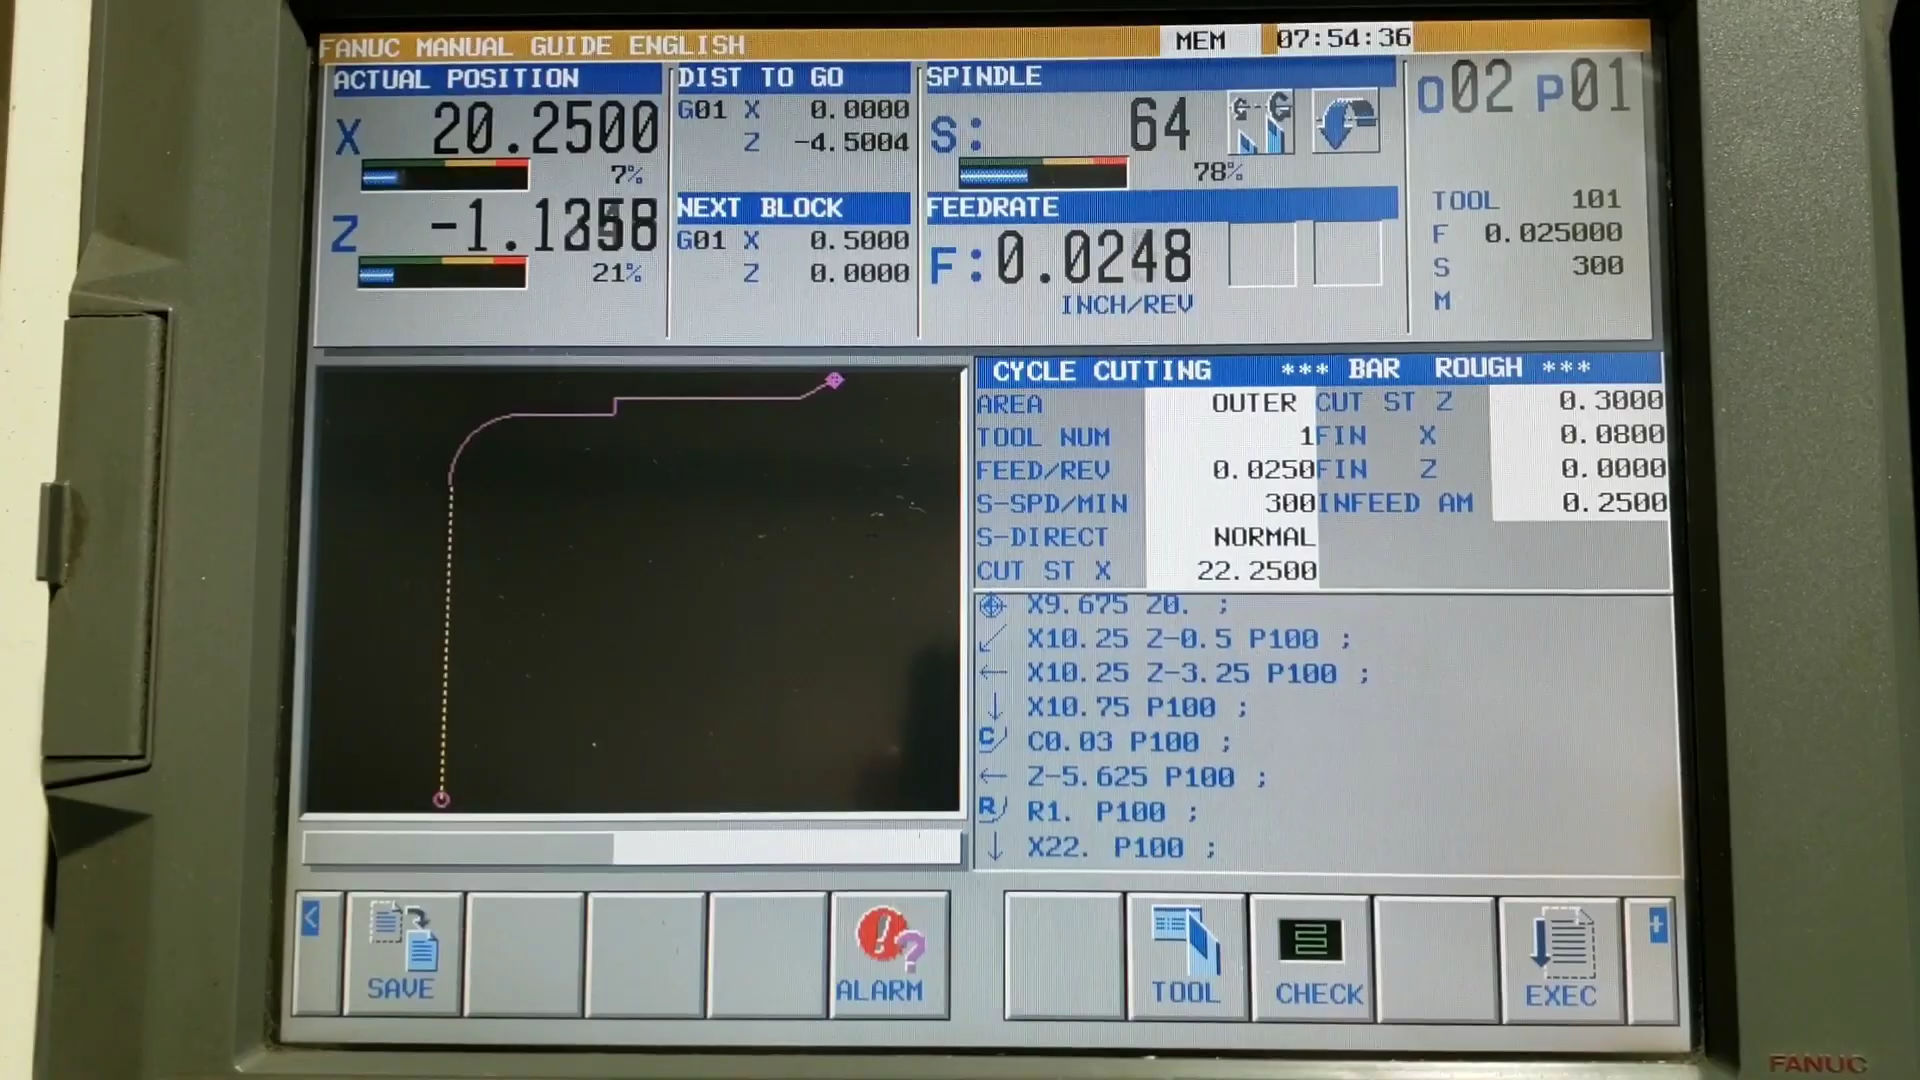 FANUC MANUAL GUIDE ENGLISH MEM 07:54:36
ACTUAL POSITION
X 20.2500
7%
Z
21%
DIST TO GO
G01 X 0.0000
Z -4.5004
NEXT BLOCK
G01 X 0.5000
Z 0.0000
SPINDLE
S: 64
78%
FEEDRATE
F: 0.0248
INCH/REV
O02 P01
TOOL 101
F 0.025000
S 300
M
CYCLE CUTTING *** BAR ROUGH ***
AREA OUTER CUT ST Z 0.3000
TOOL NUM 1 FIN X 0.0800
FEED/REV 0.0250 FIN Z 0.0000
S-SPD/MIN 300 INFEED AM 0.2500
S-DIRECT NORMAL
CUT ST X 22.2500
X9.675 Z0. ;
X10.25 Z-0.5 P100 ;
X10.25 Z-3.25 P100 ;
X10.75 P100 ;
C C0.03 P100 ;
Z-5.625 P100 ;
R R1. P100 ;
X22. P100 ;
< SAVE ALARM TOOL CHECK EXEC +
FANUC